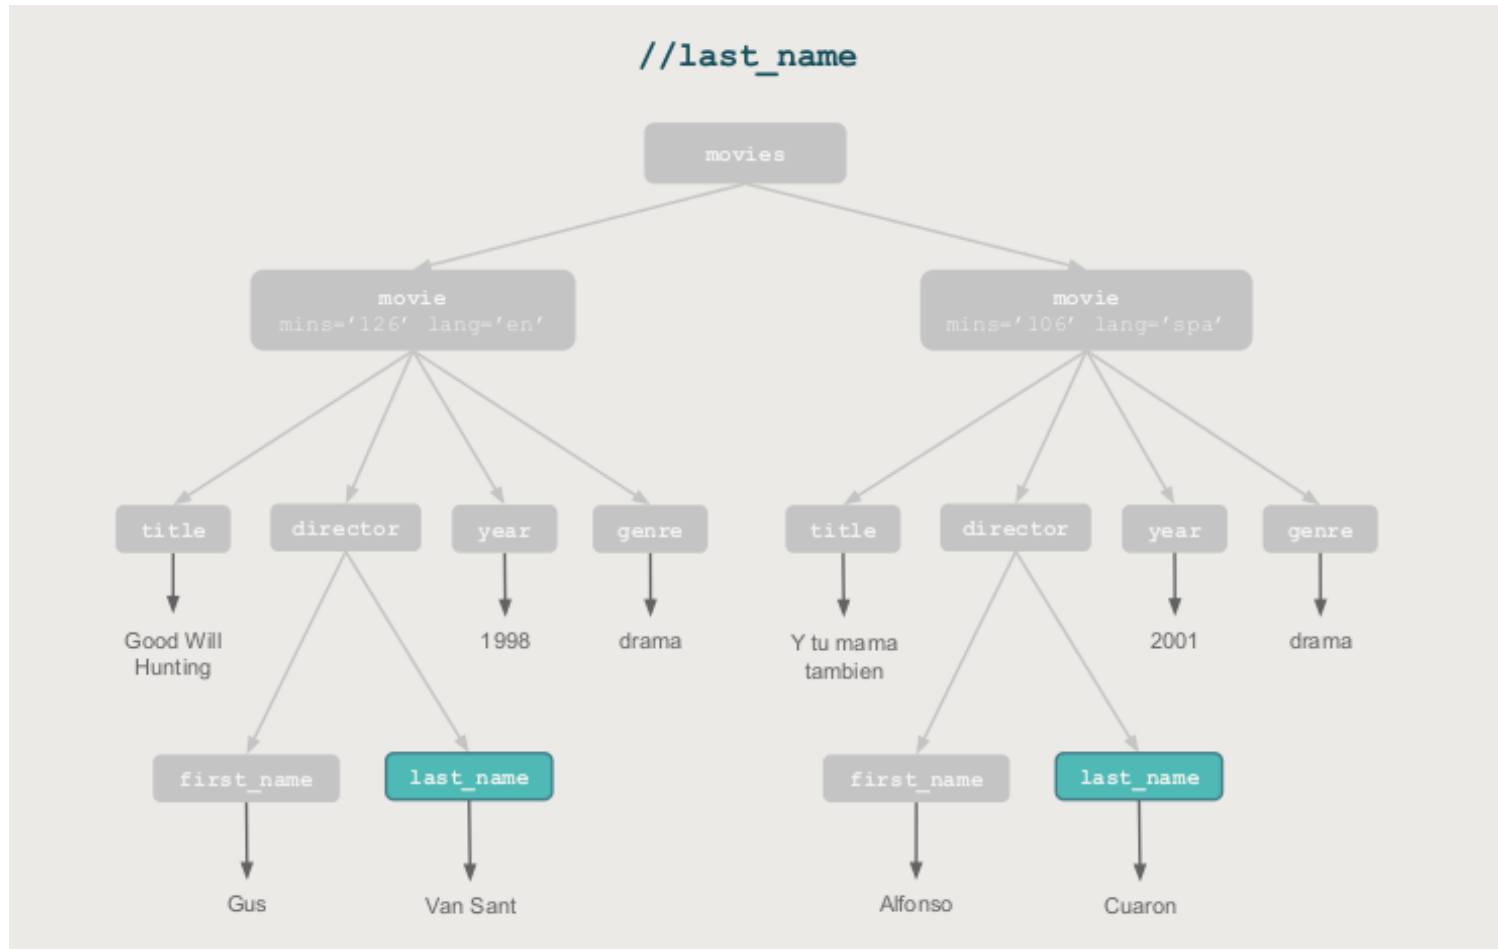 //last_name
movies
movie
mins=’126’ lang=’en’
movie
mins=’106’ lang=’spa’
title
director
year
genre
title
director
year
genre
Good Will
Hunting
1998
drama
Y tu mama
tambien
2001
drama
first_name
last_name
first_name
last_name
Gus
Van Sant
Alfonso
Cuaron